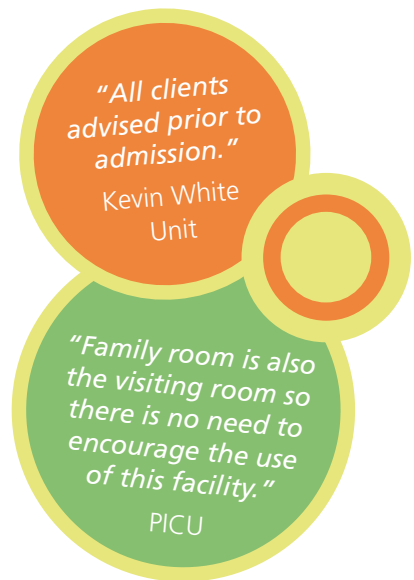 “All clients
advised prior to
admission.”
Kevin White
Unit
“Family room is also
the visiting room so
there is no need to
encourage the use
of this facility.”
PICU